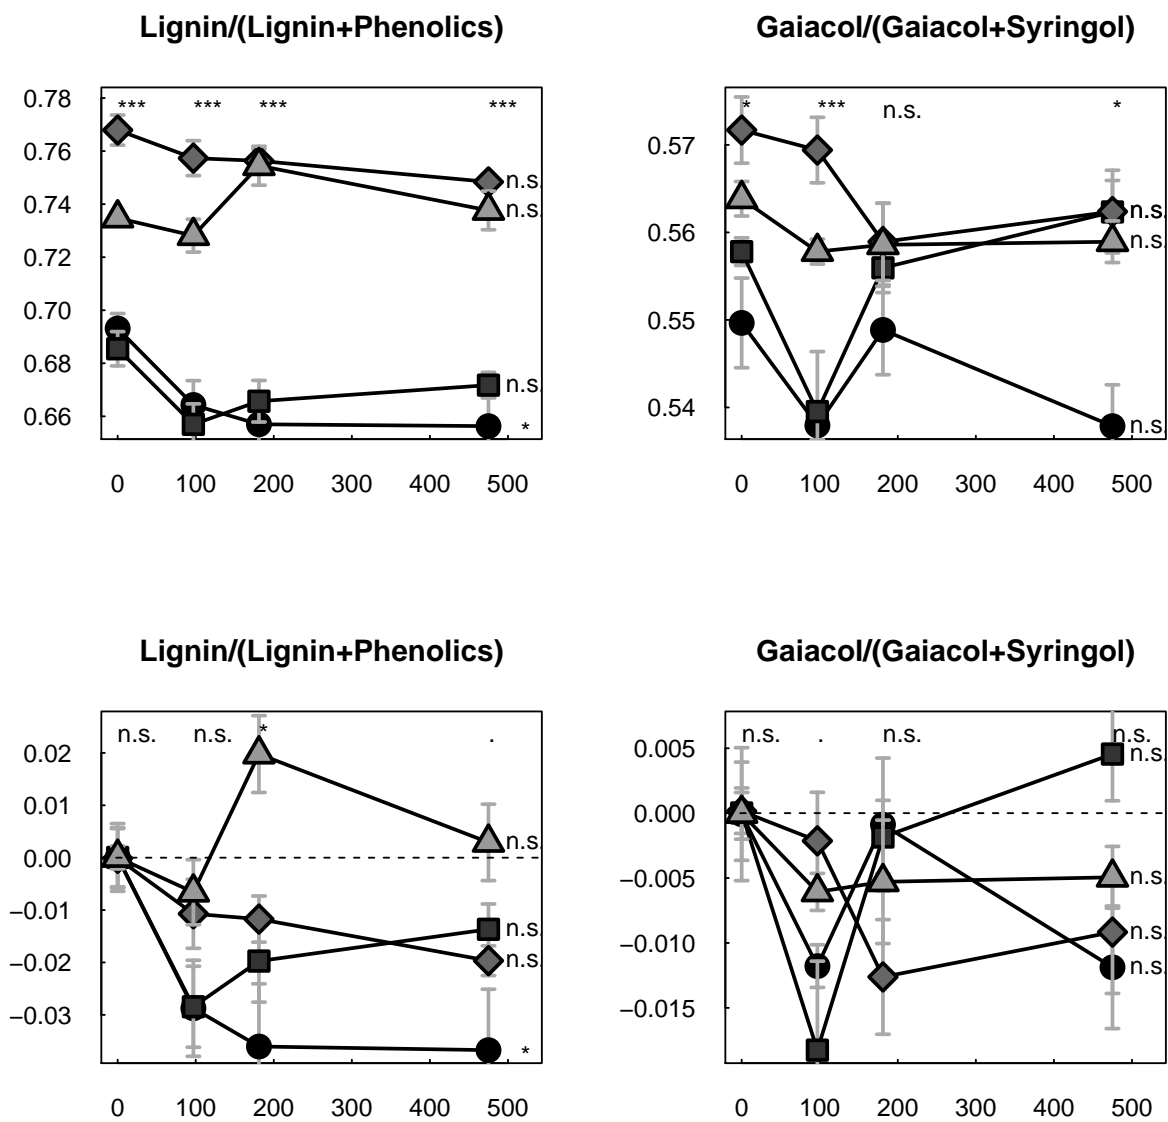 Lignin/(Lignin+Phenolics)
0.78
0.76
0.74
0.72
0.70
0.68
0.66
*** *** *** ***
n.s.
n.s.
n.s.
*
0 100 200 300 400 500
Gaiacol/(Gaiacol+Syringol)
0.57
0.56
0.55
0.54
* *** n.s. *
n.s.
n.s.
n.s.
0 100 200 300 400 500
Lignin/(Lignin+Phenolics)
0.02
0.01
0.00
−0.01
−0.02
−0.03
n.s. n.s. * .
n.s.
n.s.
n.s.
*
0 100 200 300 400 500
Gaiacol/(Gaiacol+Syringol)
0.005
0.000
−0.005
−0.010
−0.015
n.s. . n.s. n.s.
n.s.
n.s.
n.s.
n.s.
0 100 200 300 400 500